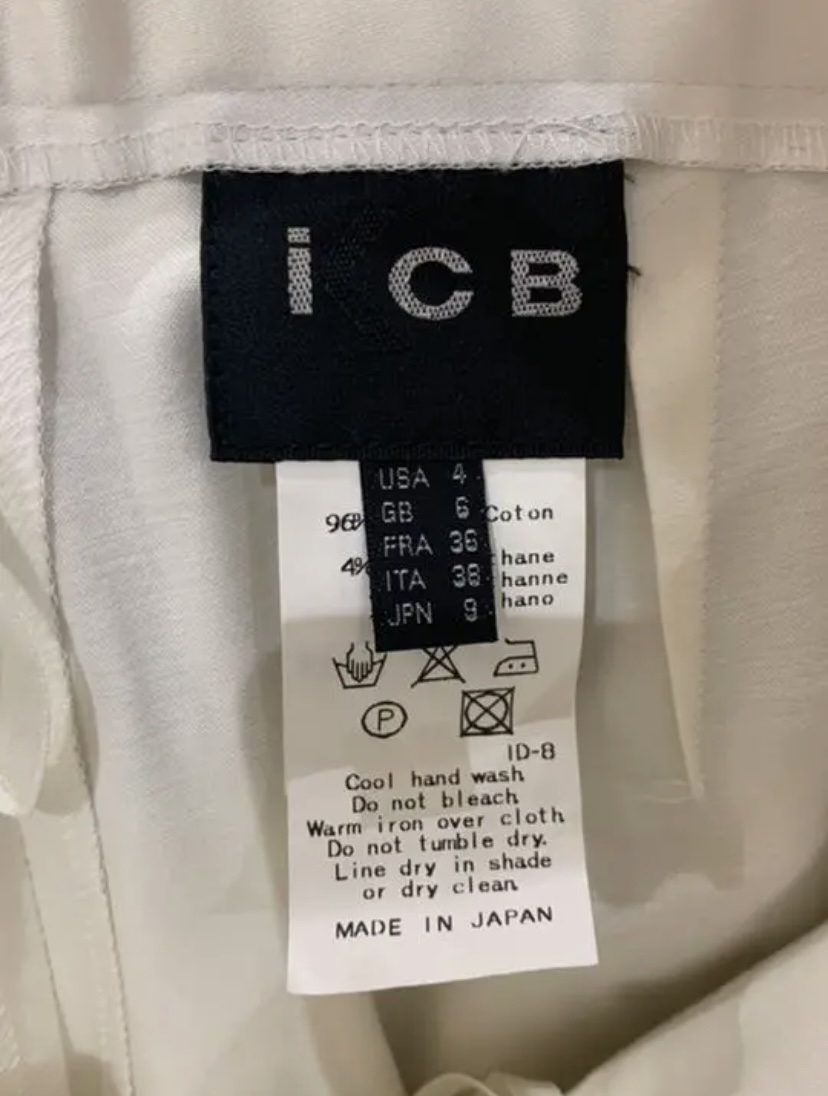 iCB
USA 4
GB 6
FRA 36
ITA 38
JPN 9
96% Coton
4% hane
hanne
hano
P
ID-8
Cool hand wash
Do not bleach
Warm iron over cloth
Do not tumble dry.
Line dry in shade
or dry clean
MADE IN JAPAN